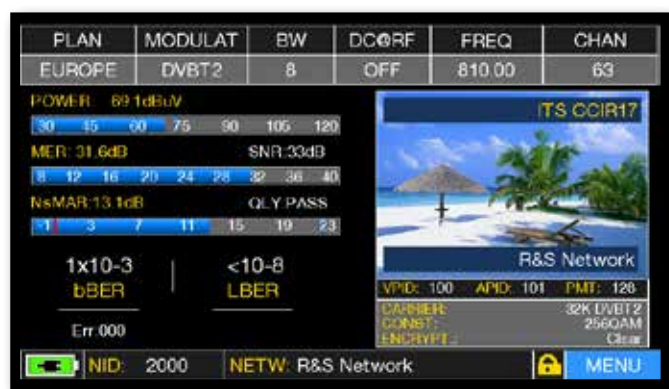 PLAN MODULAT BW DC@RF FREQ CHAN
EUROPE DVBT2 8 OFF 810.00 63
POWER: 69.1dBuV
30 45 60 75 90 105 120
MER: 31.6dB SNR:33dB
8 12 16 20 24 28 32 36 40
NsMAR:13.1dB QLY:PASS
-1 3 7 11 15 19 23
1x10-3 <10-8
bBER LBER
Err:000
ITS CCIR17
R&S Network
VPID: 100 APID: 101 PMT: 128
CARRIER: 32K DVBT2
CONST: 256QAM
ENCRYPT.: Clear
NID: 2000 NETW: R&S Network MENU